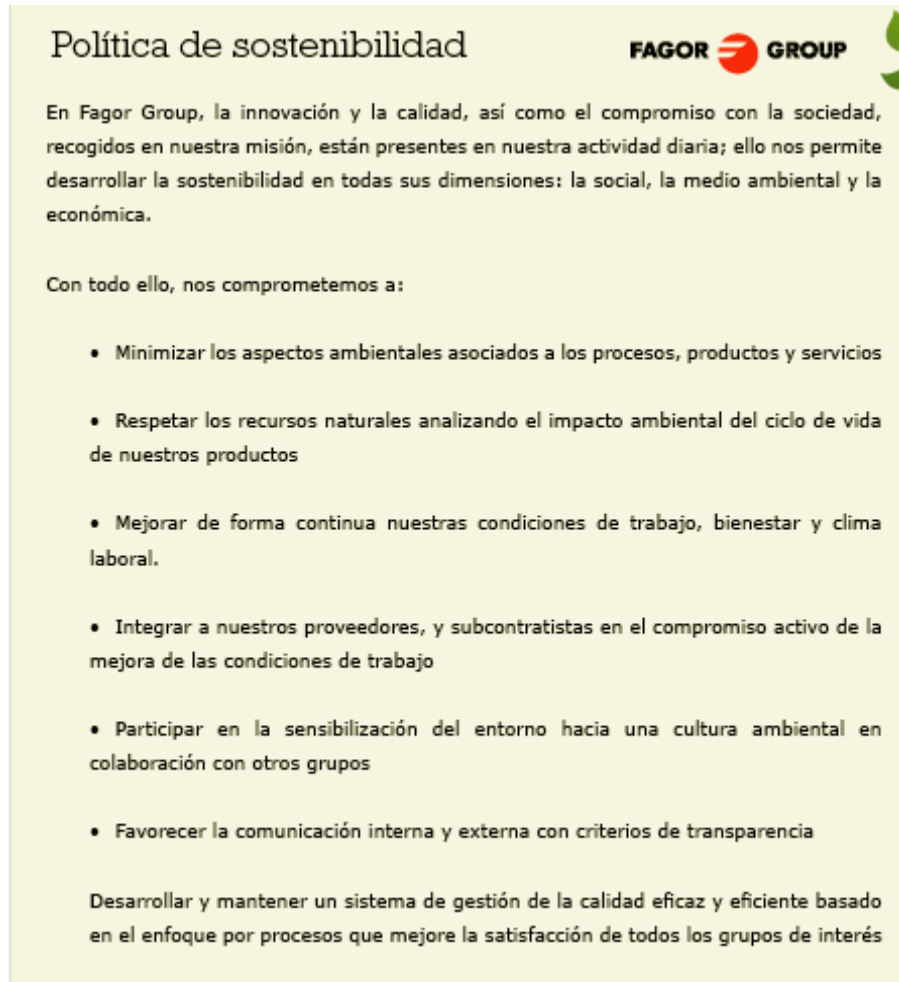 Política de sostenibilidad
FAGOR GROUP
En Fagor Group, la innovación y la calidad, así como el compromiso con la sociedad,
recogidos en nuestra misión, están presentes en nuestra actividad diaria; ello nos permite
desarrollar la sostenibilidad en todas sus dimensiones: la social, la medio ambiental y la
económica.
Con todo ello, nos comprometemos a:
• Minimizar los aspectos ambientales asociados a los procesos, productos y servicios
• Respetar los recursos naturales analizando el impacto ambiental del ciclo de vida
de nuestros productos
• Mejorar de forma continua nuestras condiciones de trabajo, bienestar y clima
laboral.
• Integrar a nuestros proveedores, y subcontratistas en el compromiso activo de la
mejora de las condiciones de trabajo
• Participar en la sensibilización del entorno hacia una cultura ambiental en
colaboración con otros grupos
• Favorecer la comunicación interna y externa con criterios de transparencia
Desarrollar y mantener un sistema de gestión de la calidad eficaz y eficiente basado
en el enfoque por procesos que mejore la satisfacción de todos los grupos de interés